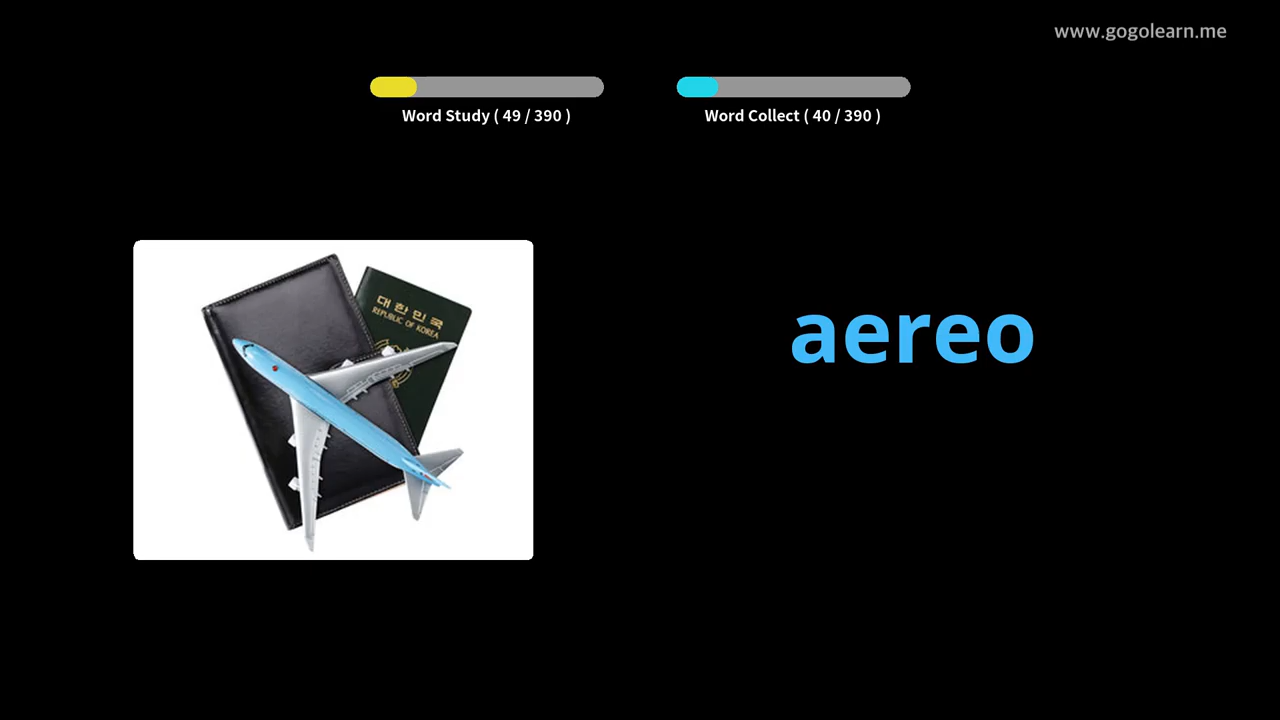 www.gogolearn.me
Word Study ( 49 / 390 )
Word Collect ( 40 / 390 )
대한민국
REPUBLIC OF KOREA
aereo